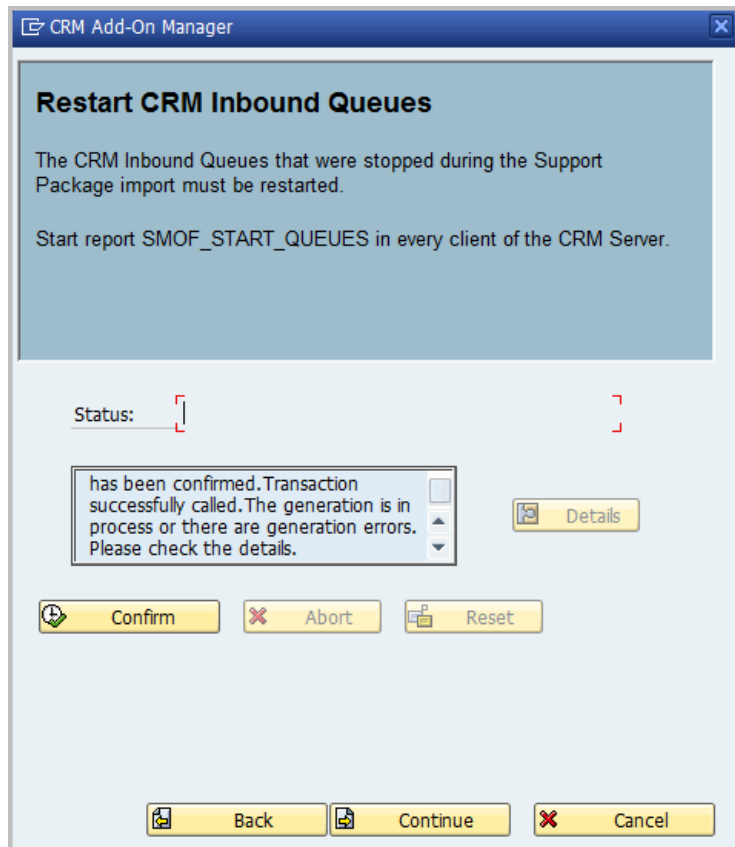 CRM Add-On Manager
Restart CRM Inbound Queues
The CRM Inbound Queues that were stopped during the Support
Package import must be restarted.
Start report SMOF_START_QUEUES in every client of the CRM Server.
Status:
has been confirmed.Transaction
successfully called.The generation is in
process or there are generation errors.
Please check the details.
Details
Confirm Abort Reset
Back Continue Cancel